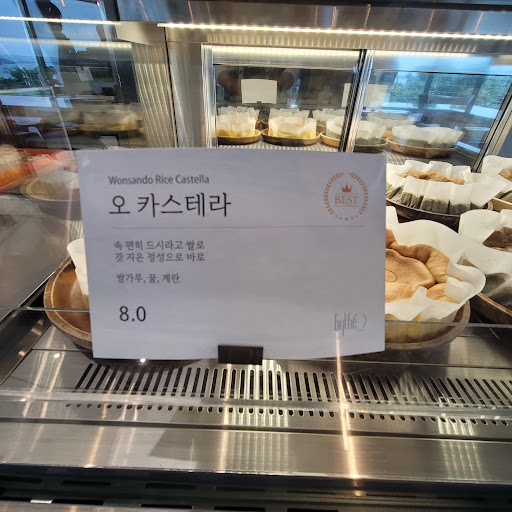 Wonsando Rice Castella
오 카스테라
BEST
속 편히 드시라고 쌀로
갓 지은 정성으로 바로
쌀가루, 꿀, 계란
8.0
bytheO